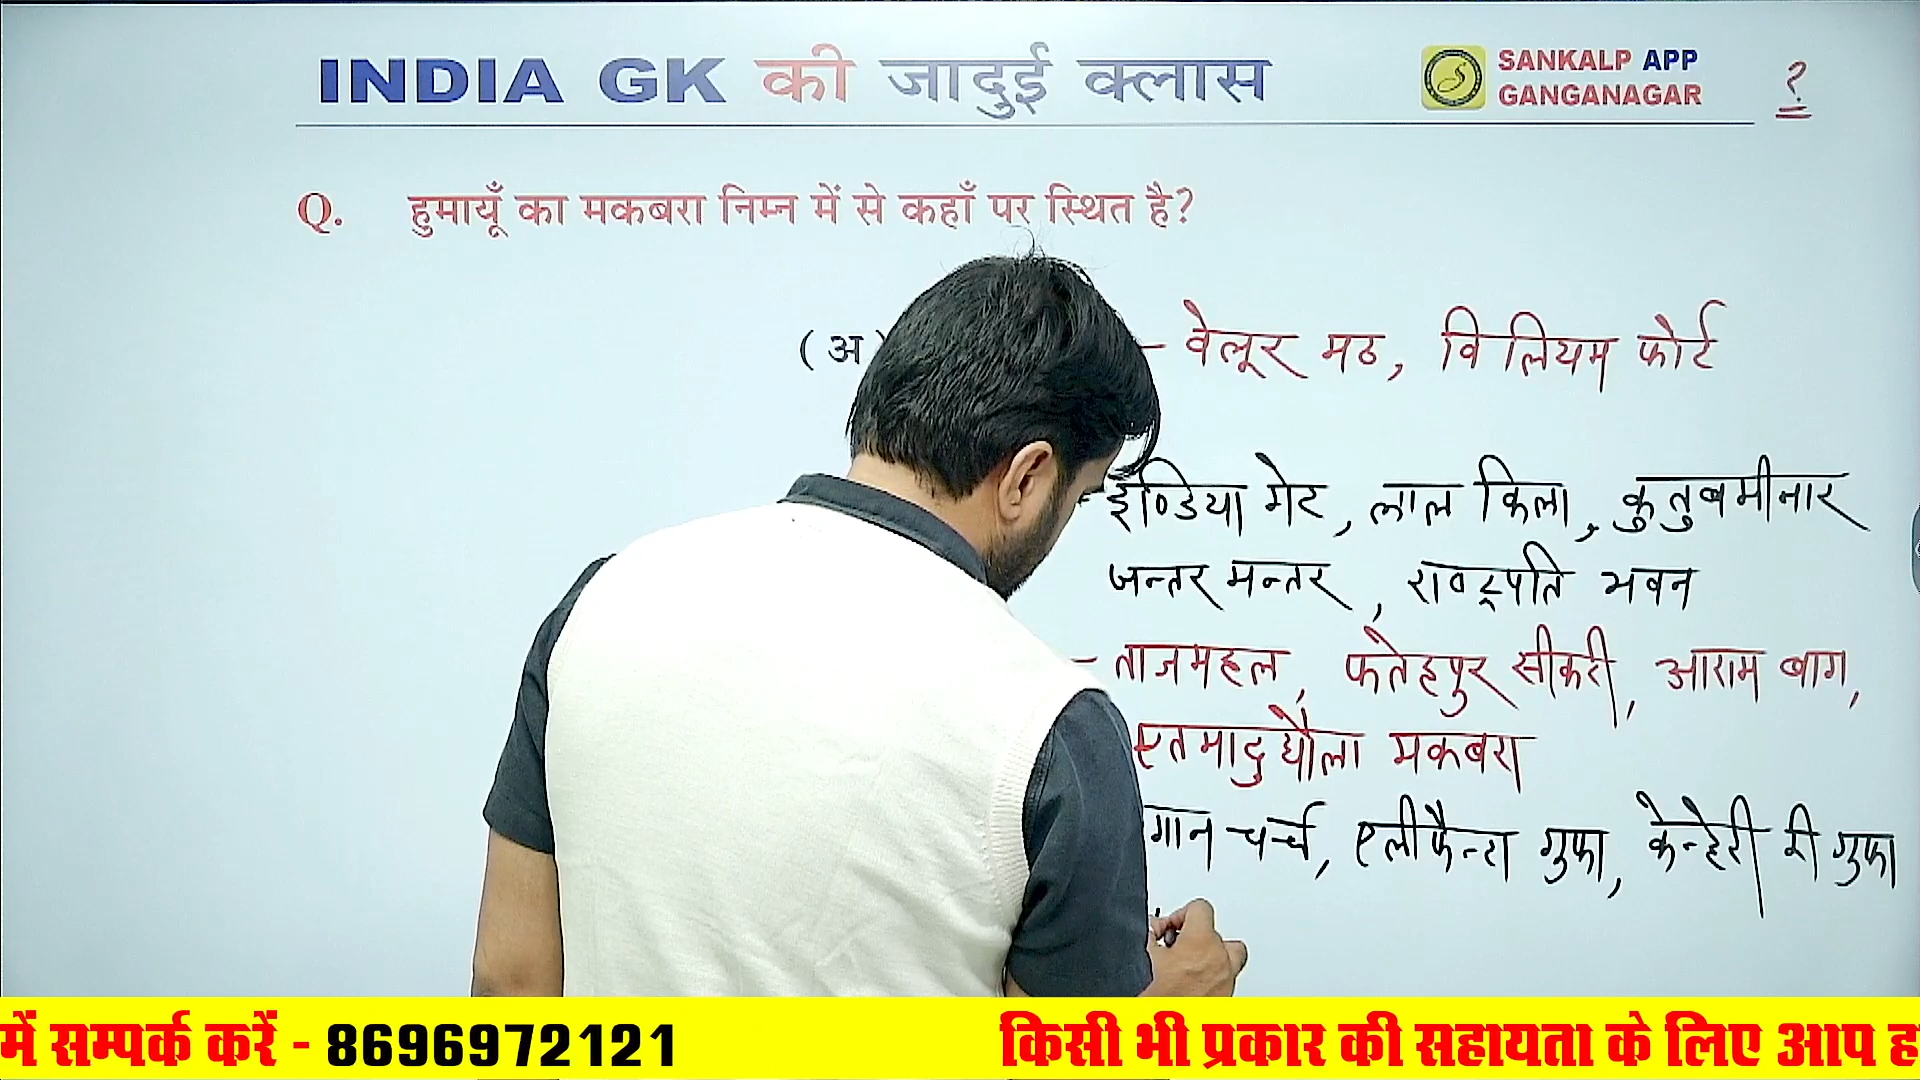 INDIA GK की जादुई क्लास
SANKALP APP
GANGANAGAR
?
Q. हुमायूँ का मकबरा निम्न में से कहाँ पर स्थित है?
(अ) - वेलूर मठ, विलियम फोर्ट
- इण्डिया गेट, लाल किला, कुतुबमीनार
जन्तर मन्तर, राष्ट्रपति भवन
- ताजमहल, फतेहपुर सीकरी, आराम बाग,
एतमादुद्यौला मकबरा
चर्च, एलीफैन्टा गुफा, केन्हेरी री गुफा
में सम्पर्क करें - 8696972121 किसी भी प्रकार की सहायता के लिए आप